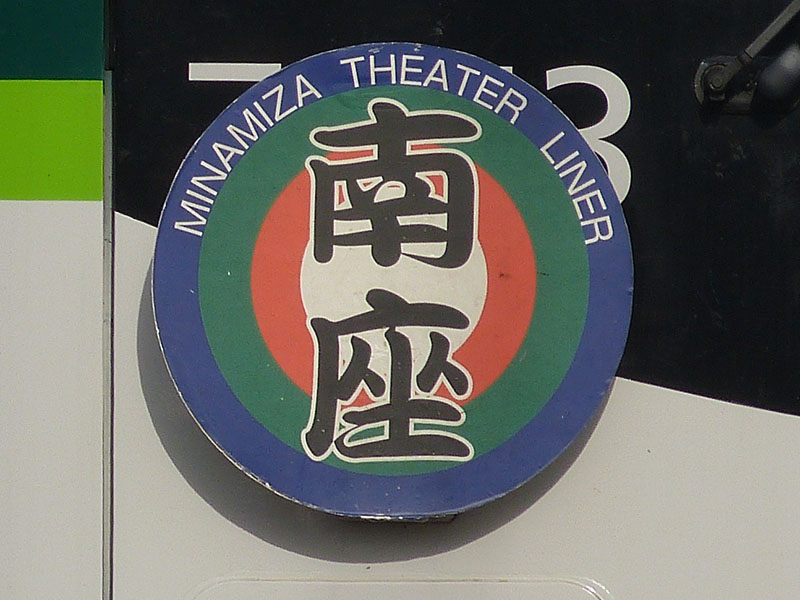 MINAMIZA THEATER LINER
南座